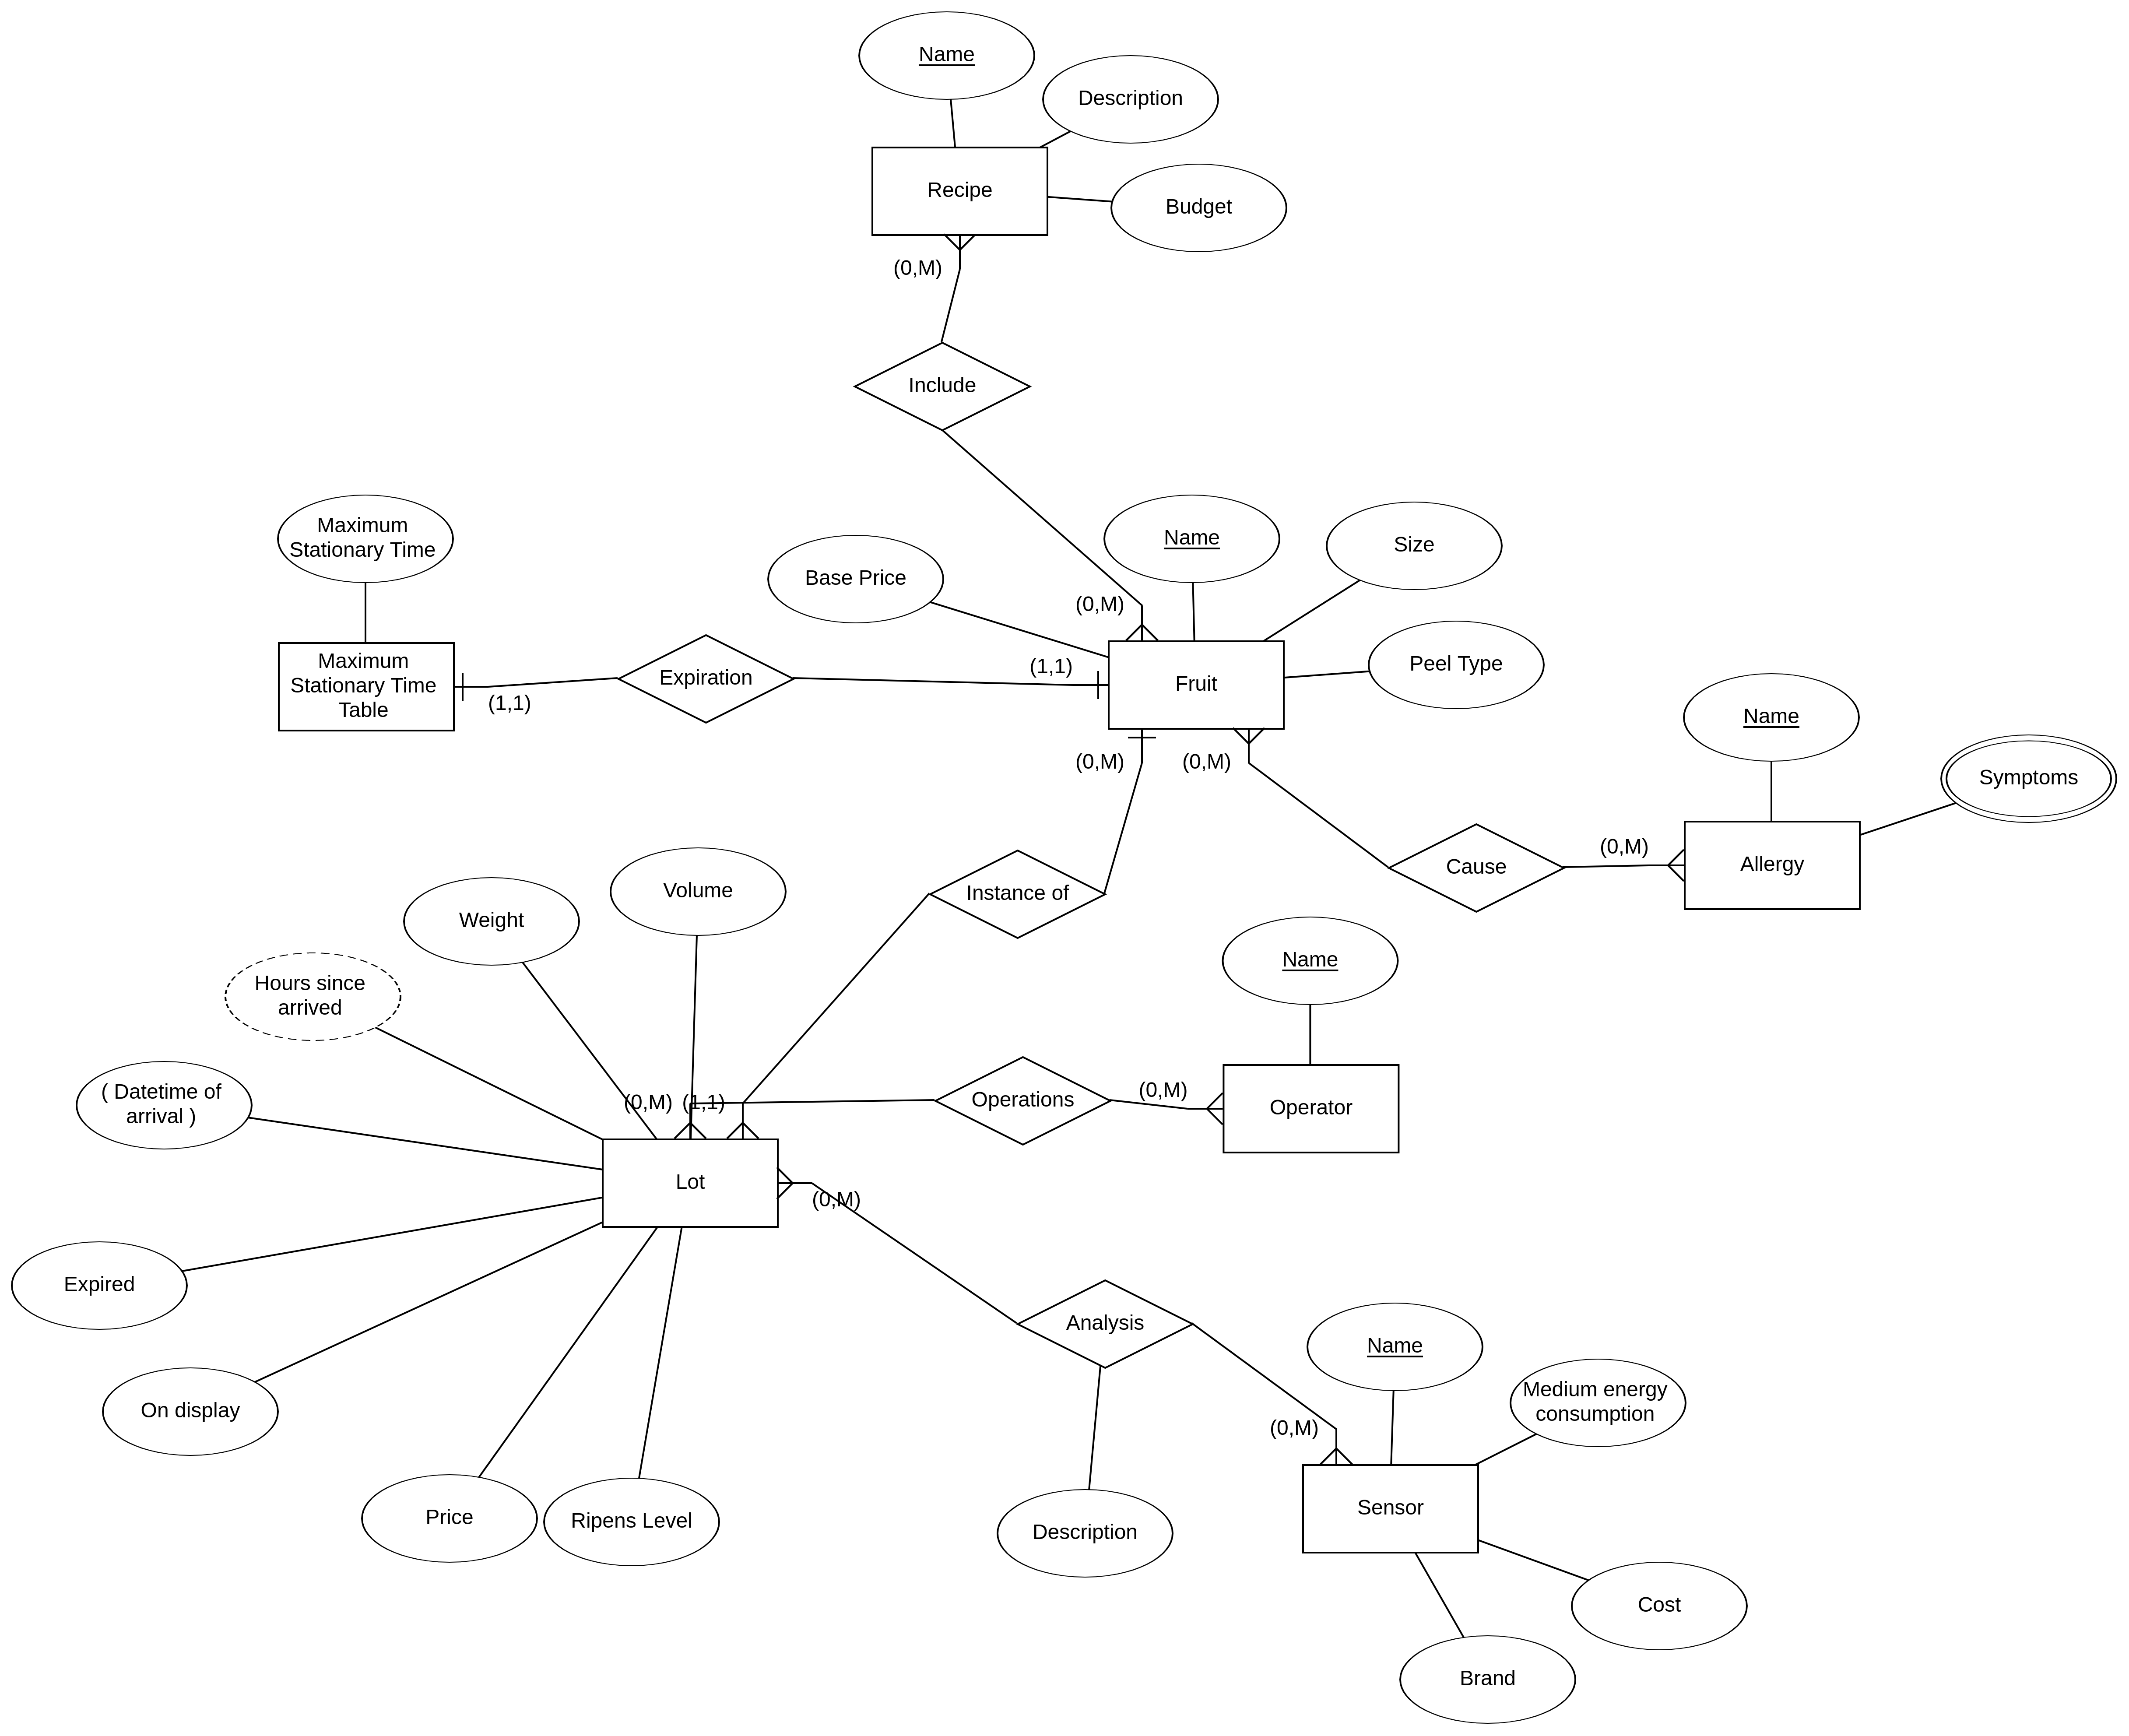 Name
Description
Recipe
Budget
(0,M)
Include
Maximum
Stationary Time
Name
Size
Base Price
(0,M)
Peel Type
Maximum
Stationary Time
Table
(1,1)
Expiration
(1,1)
Fruit
Name
(0,M)
(0,M)
Symptoms
(0,M)
Cause
Allergy
Volume
Instance of
Weight
Name
Hours since
arrived
( Datetime of
arrival )
(0,M)
(1,1)
Operations
(0,M)
Operator
Lot
(0,M)
Expired
Analysis
Name
On display
(0,M)
Medium energy
consumption
Price
Ripens Level
Description
Sensor
Cost
Brand